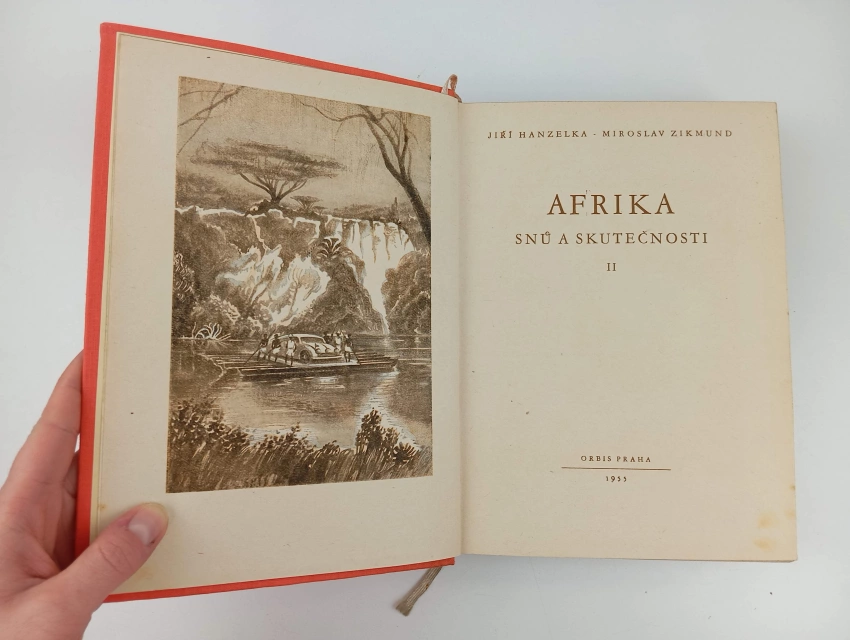 JIŘÍ HANZELKA - MIROSLAV ZIKMUND
AFRIKA
SNŮ A SKUTEČNOSTI
II
ORBIS PRAHA
1955